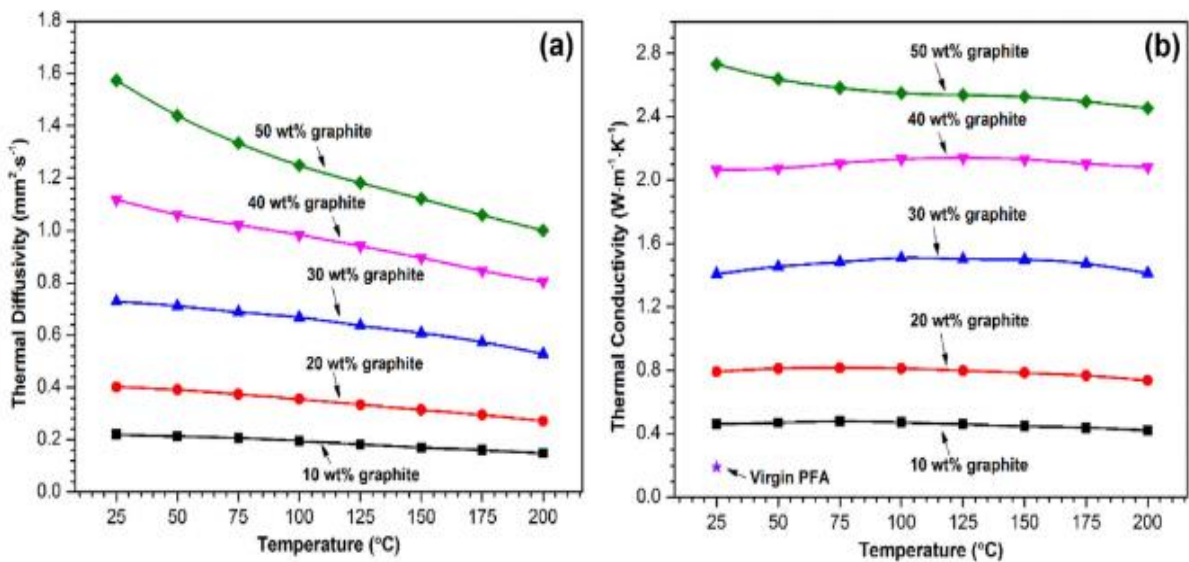 (a)
Thermal Diffusivity (mm²·s⁻¹)
1.8
1.6
1.4
1.2
1.0
0.8
0.6
0.4
0.2
0.0
50 wt% graphite
40 wt% graphite
30 wt% graphite
20 wt% graphite
10 wt% graphite
25 50 75 100 125 150 175 200
Temperature (°C)
(b)
Thermal Conductivity (W·m⁻¹·K⁻¹)
2.8
2.4
2.0
1.6
1.2
0.8
0.4
0.0
50 wt% graphite
40 wt% graphite
30 wt% graphite
20 wt% graphite
10 wt% graphite
Virgin PFA
25 50 75 100 125 150 175 200
Temperature (°C)